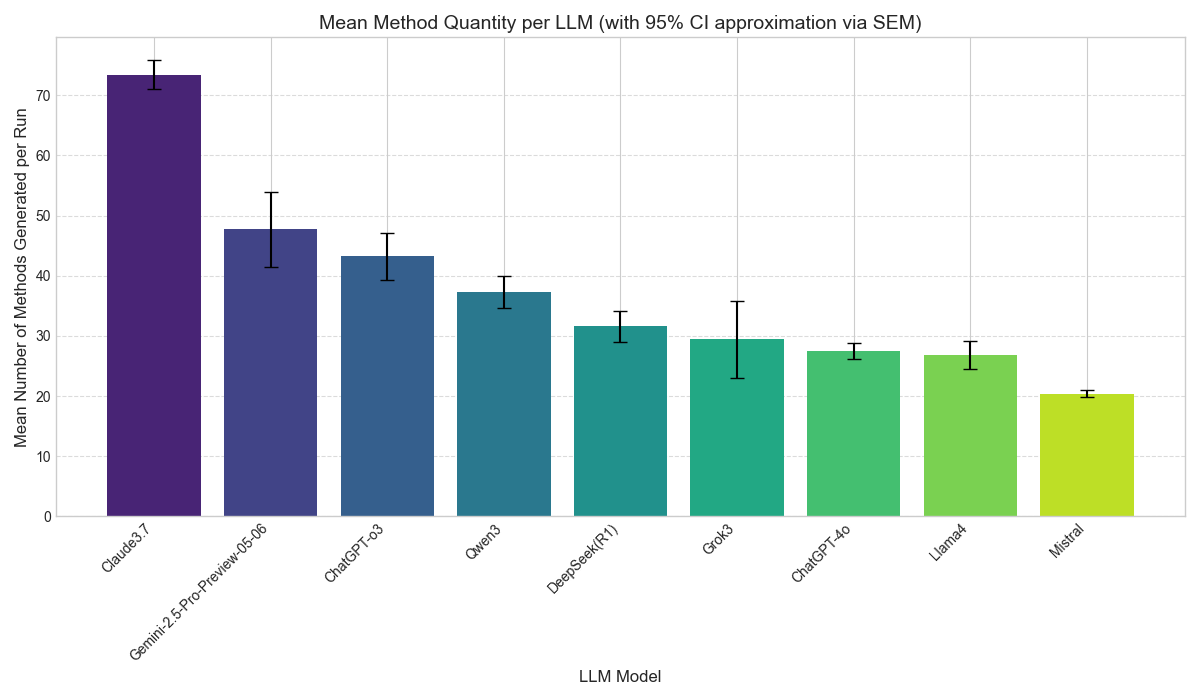 Mean Method Quantity per LLM (with 95% CI approximation via SEM)
Mean Number of Methods Generated per Run
70
60
50
40
30
20
10
0
Claude3.7
Gemini-2.5-Pro-Preview-05-06
ChatGPT-o3
Qwen3
DeepSeek(R1)
Grok3
ChatGPT-4o
Llama4
Mistral
LLM Model